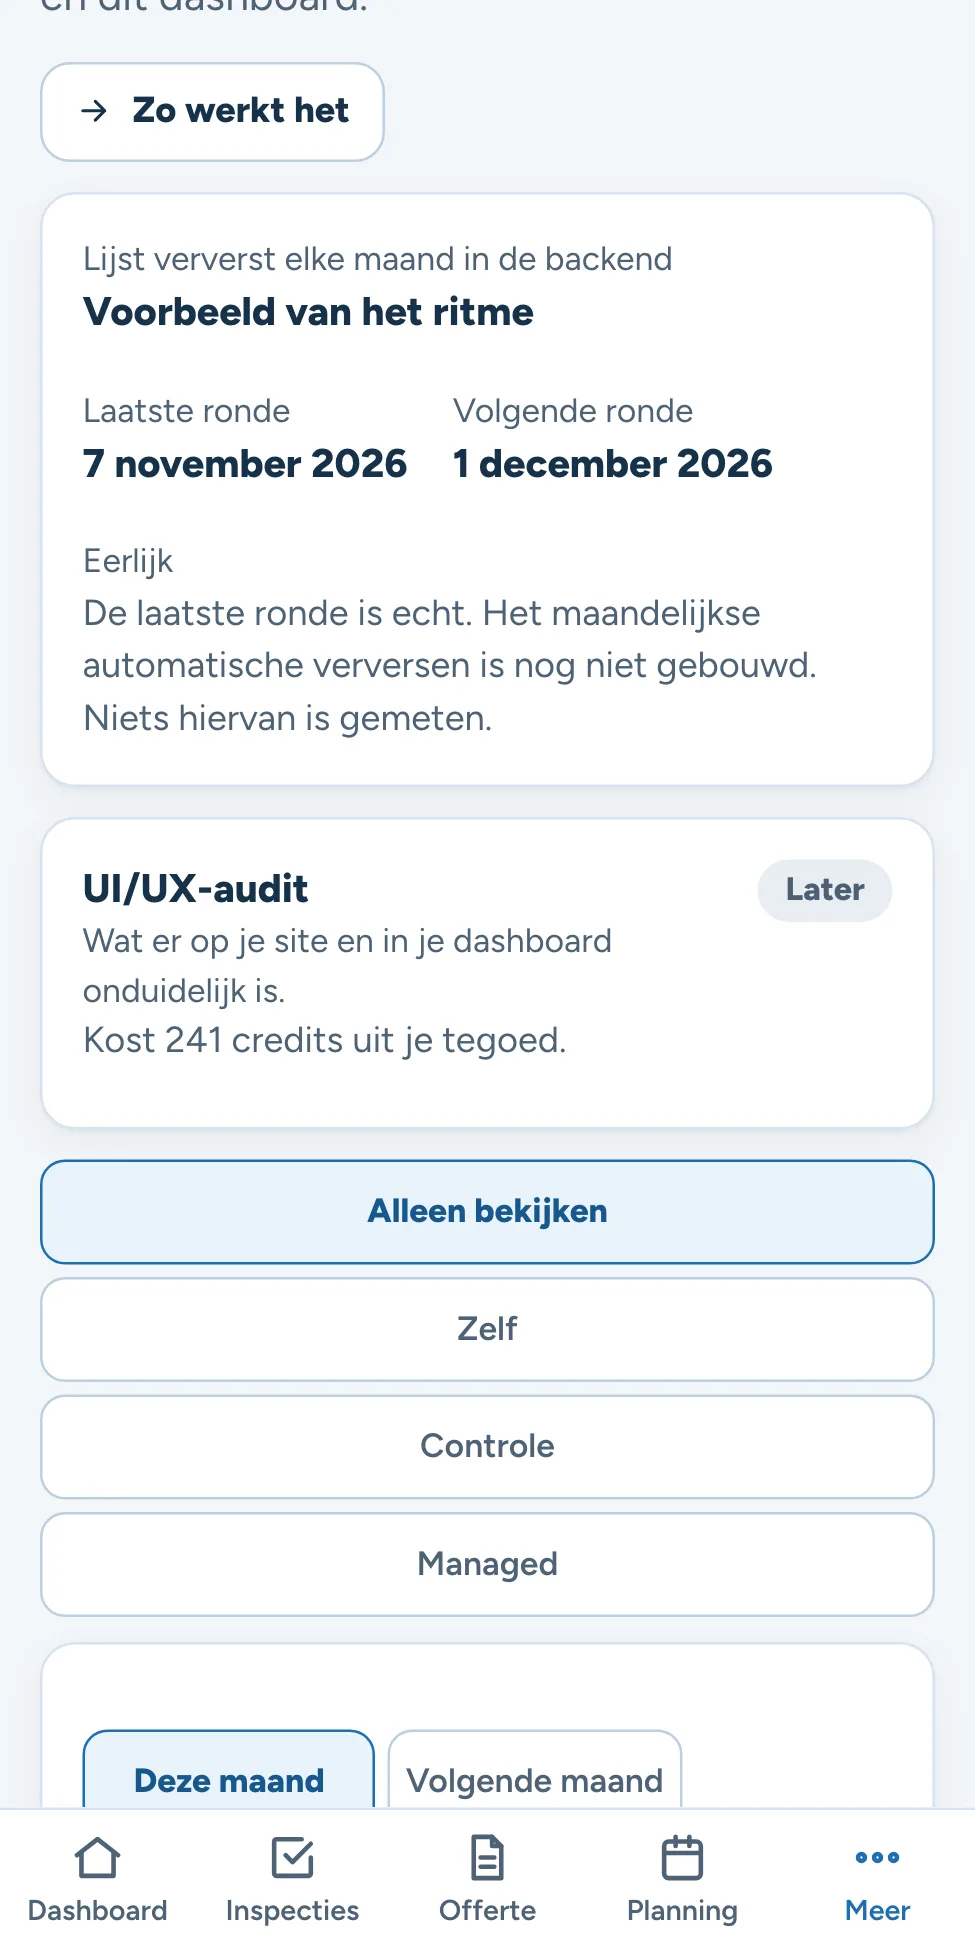 en dit dashboard.
→ Zo werkt het
Lijst ververst elke maand in de backend
Voorbeeld van het ritme
Laatste ronde
7 november 2026
Volgende ronde
1 december 2026
Eerlijk
De laatste ronde is echt. Het maandelijkse
automatische verversen is nog niet gebouwd.
Niets hiervan is gemeten.
UI/UX-audit
Later
Wat er op je site en in je dashboard
onduidelijk is.
Kost 241 credits uit je tegoed.
Alleen bekijken
Zelf
Controle
Managed
Deze maand
Volgende maand
Dashboard
Inspecties
Offerte
Planning
Meer